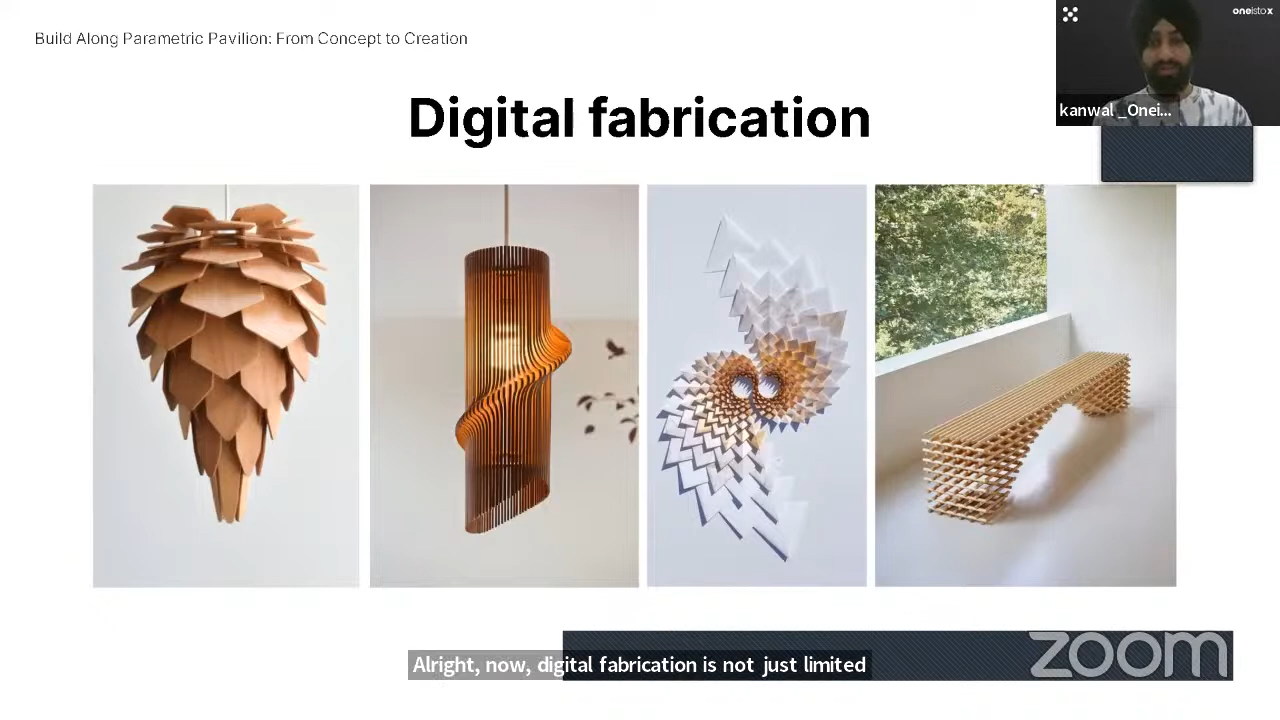 Build Along Parametric Pavilion: From Concept to Creation
oneistox
kanwal _Onei...
Digital fabrication
Alright, now, digital fabrication is not just limited
zoom